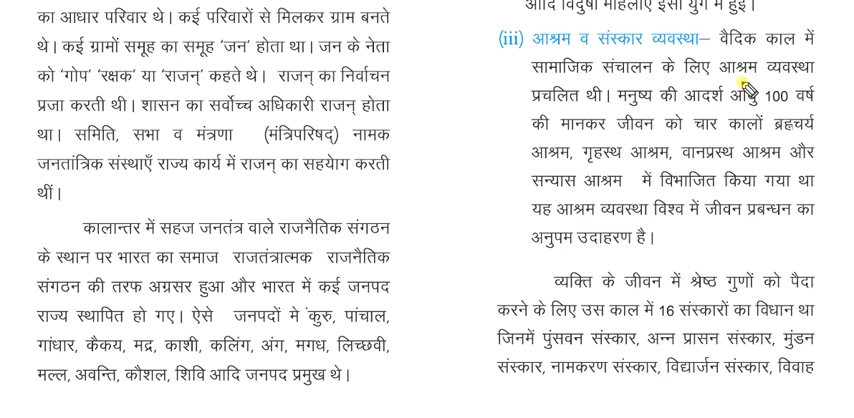 का आधार परिवार थे। कई परिवारों से मिलकर ग्राम बनते
थे। कई ग्रामों समूह का समूह ‘जन’ होता था। जन के नेता
को ‘गोप’ ‘रक्षक’ या ‘राजन्’ कहते थे। राजन् का निर्वाचन
प्रजा करती थी। शासन का सर्वोच्च अधिकारी राजन् होता
था। समिति, सभा व मंत्रणा (मंत्रिपरिषद्) नामक
जनतांत्रिक संस्थाएँ राज्य कार्य में राजन् का सहयेाग करती
थीं।
कालान्तर में सहज जनतंत्र वाले राजनैतिक संगठन
के स्थान पर भारत का समाज राजतंत्रात्मक राजनैतिक
संगठन की तरफ अग्रसर हुआ और भारत में कई जनपद
राज्य स्थापित हो गए। ऐसे जनपदों मे कुरु, पांचाल,
गांधार, कैकय, मद्र, काशी, कलिंग, अंग, मगध, लिच्छवी,
मल्ल, अवन्ति, कौशल, शिवि आदि जनपद प्रमुख थे।
आदि विदुषी महिलाएँ इसी युग में हुई।
(iii) आश्रम व संस्कार व्यवस्था– वैदिक काल में
सामाजिक संचालन के लिए आश्रम व्यवस्था
प्रचलित थी। मनुष्य की आदर्श आयु 100 वर्ष
की मानकर जीवन को चार कालों ब्रह्मचर्य
आश्रम, गृहस्थ आश्रम, वानप्रस्थ आश्रम और
सन्यास आश्रम में विभाजित किया गया था
यह आश्रम व्यवस्था विश्व में जीवन प्रबन्धन का
अनुपम उदाहरण है।
व्यक्ति के जीवन में श्रेष्ठ गुणों को पैदा
करने के लिए उस काल में 16 संस्कारों का विधान था
जिनमें पुंसवन संस्कार, अन्न प्रासन संस्कार, मुंडन
संस्कार, नामकरण संस्कार, विद्यार्जन संस्कार, विवाह